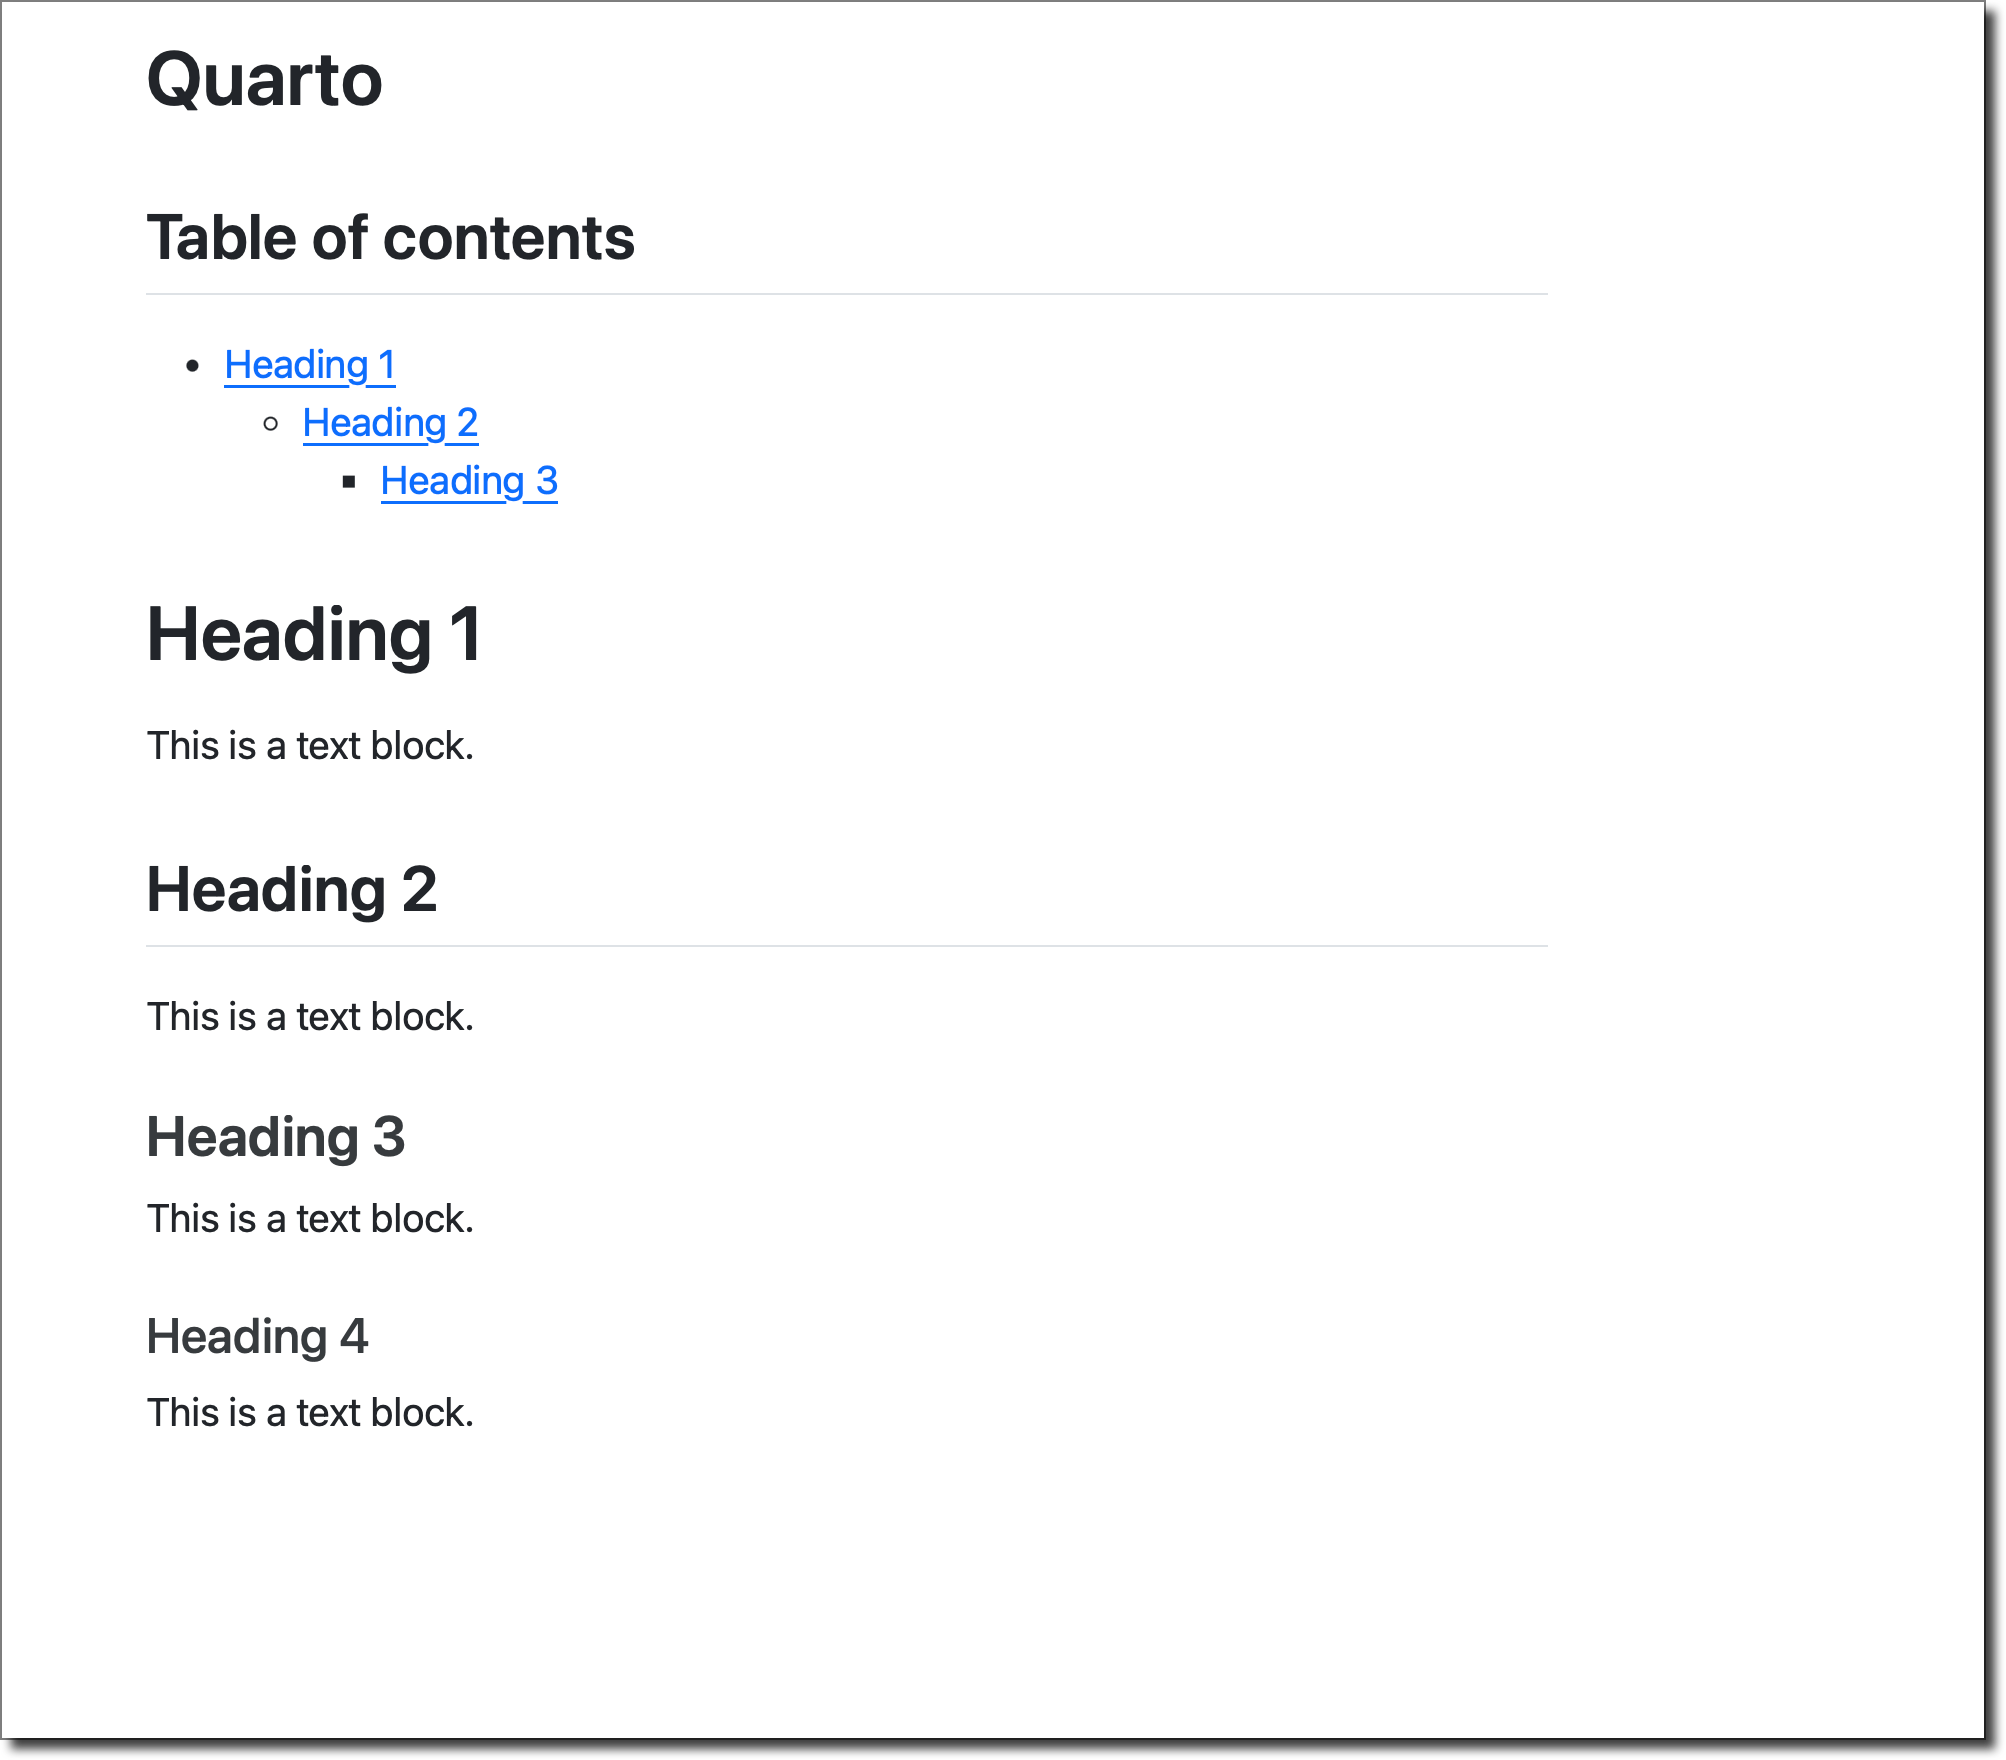 Quarto
Table of contents
Heading 1
Heading 2
Heading 3
Heading 1
This is a text block.
Heading 2
This is a text block.
Heading 3
This is a text block.
Heading 4
This is a text block.